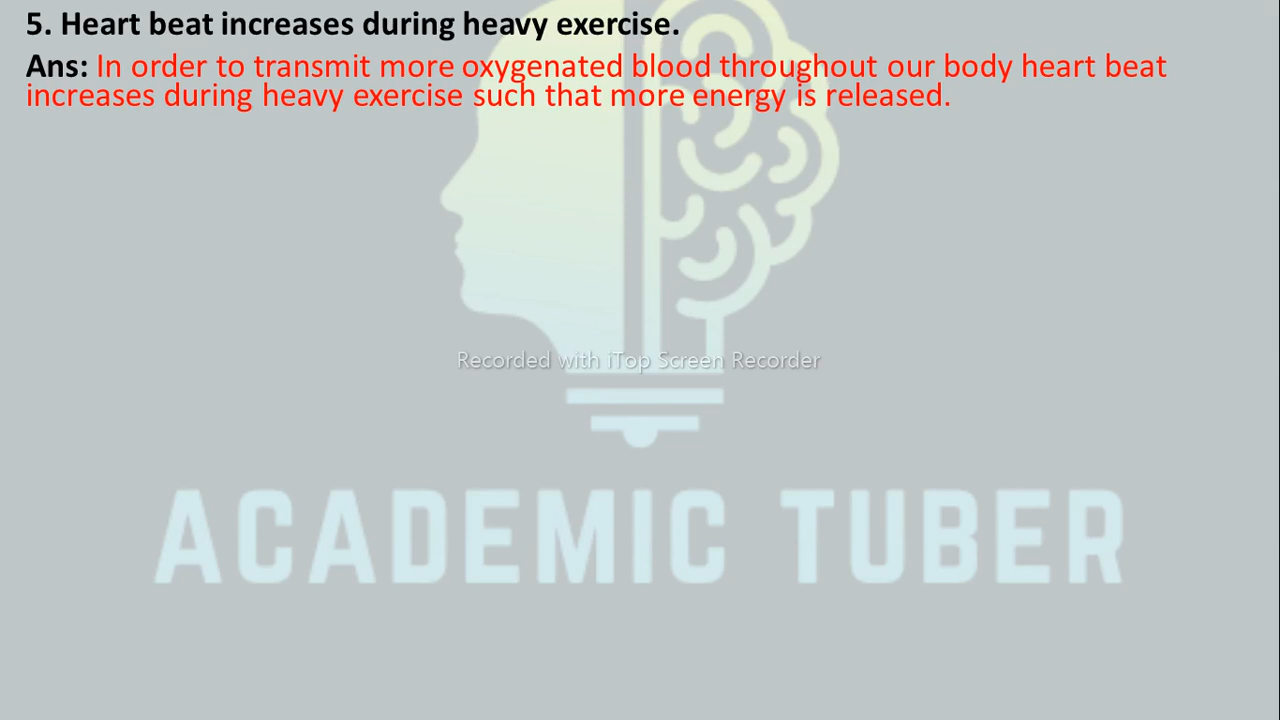 5. Heart beat increases during heavy exercise.
Ans: In order to transmit more oxygenated blood throughout our body heart beat
increases during heavy exercise such that more energy is released.
Recorded with iTop Screen Recorder
ACADEMIC TUBER